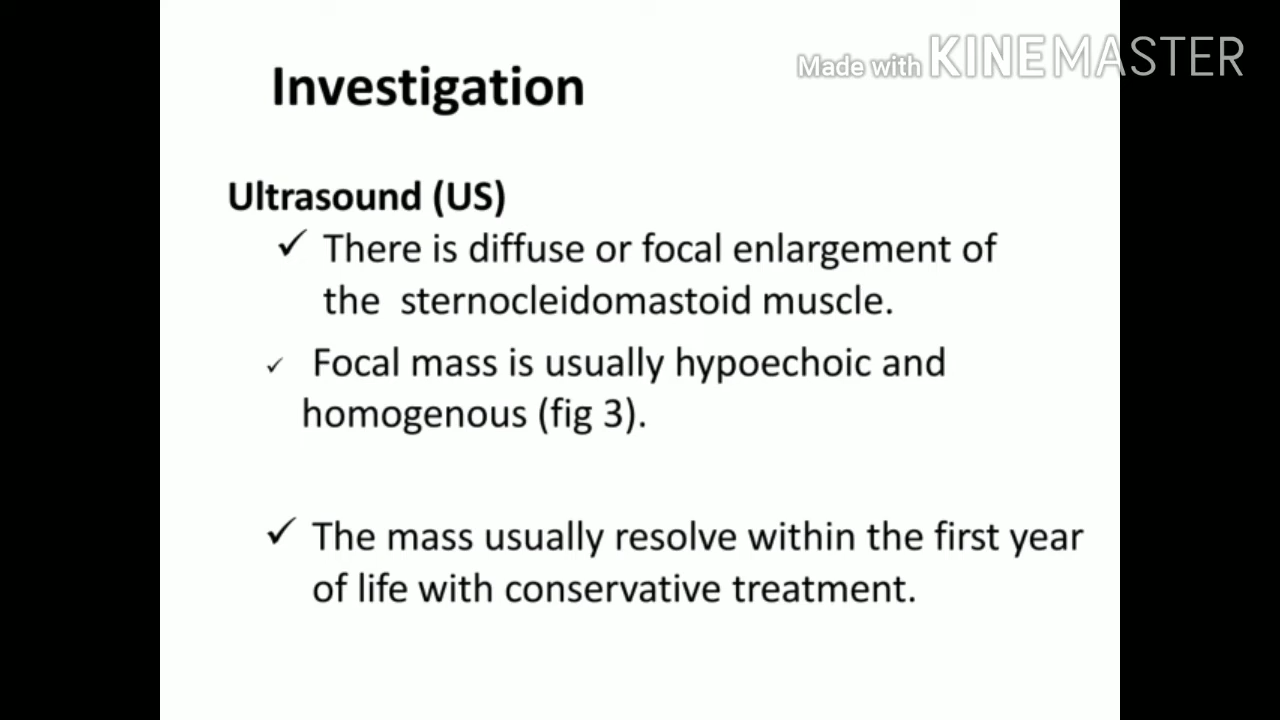 Made with KINEMASTER
Investigation
Ultrasound (US)
✓ There is diffuse or focal enlargement of
the sternocleidomastoid muscle.
✓ Focal mass is usually hypoechoic and
homogenous (fig 3).
✓ The mass usually resolve within the first year
of life with conservative treatment.